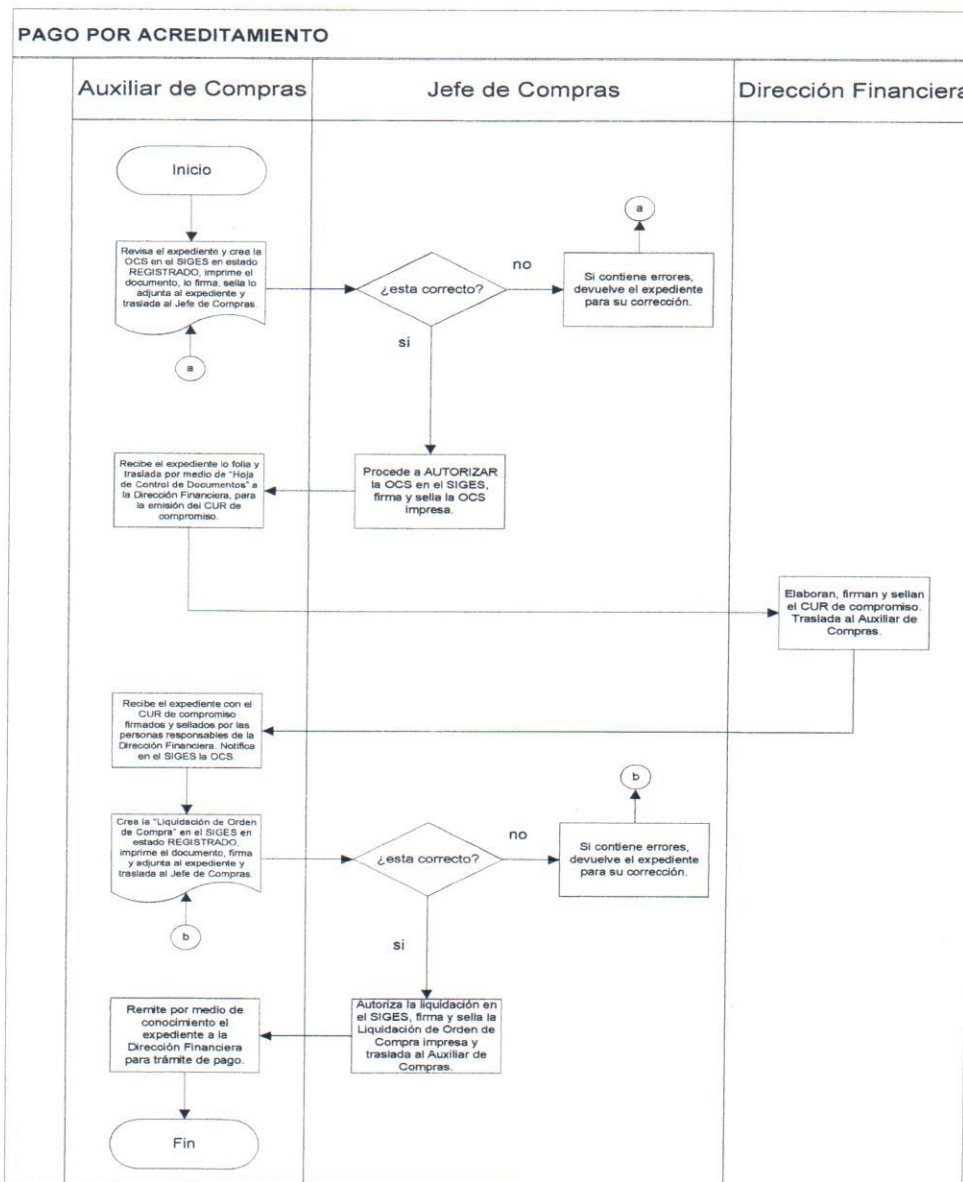 PAGO POR ACREDITAMIENTO
Auxiliar de Compras
Jefe de Compras
Dirección Financiera
Inicio
Revisa el expediente y crea la
OCS en el SIGES en estado
REGISTRADO, imprime el
documento, lo firma, sella lo
adjunta al expediente y
traslada al Jefe de Compras.
a
¿esta correcto?
no
si
Si contiene errores,
devuelve el expediente
para su corrección.
a
Procede a AUTORIZAR
la OCS en el SIGES,
firma y sella la OCS
impresa.
Recibe el expediente lo folia y
traslada por medio de "Hoja
de Control de Documentos" a
la Dirección Financiera, para
la emisión del CUR de
compromiso.
Elaboran, firman y sellan
el CUR de compromiso.
Traslada al Auxiliar de
Compras.
Recibe el expediente con el
CUR de compromiso
firmados y sellados por las
personas responsables de la
Dirección Financiera. Notifica
en el SIGES la OCS.
Crea la "Liquidación de Orden
de Compra" en el SIGES en
estado REGISTRADO,
imprime el documento, firma
y adjunta al expediente y
traslada al Jefe de Compras.
b
¿esta correcto?
no
si
Si contiene errores,
devuelve el expediente
para su corrección.
b
Autoriza la liquidación en
el SIGES, firma y sella la
Liquidación de Orden de
Compra impresa y
traslada al Auxiliar de
Compras.
Remite por medio de
conocimiento el
expediente a la
Dirección Financiera
para trámite de pago.
Fin